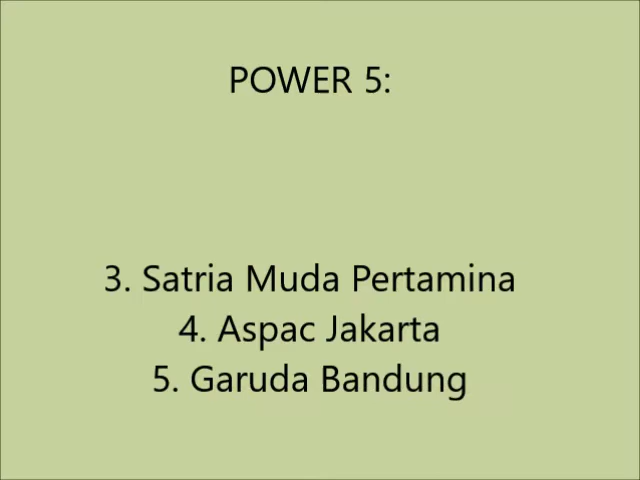 POWER 5:
3. Satria Muda Pertamina
4. Aspac Jakarta
5. Garuda Bandung